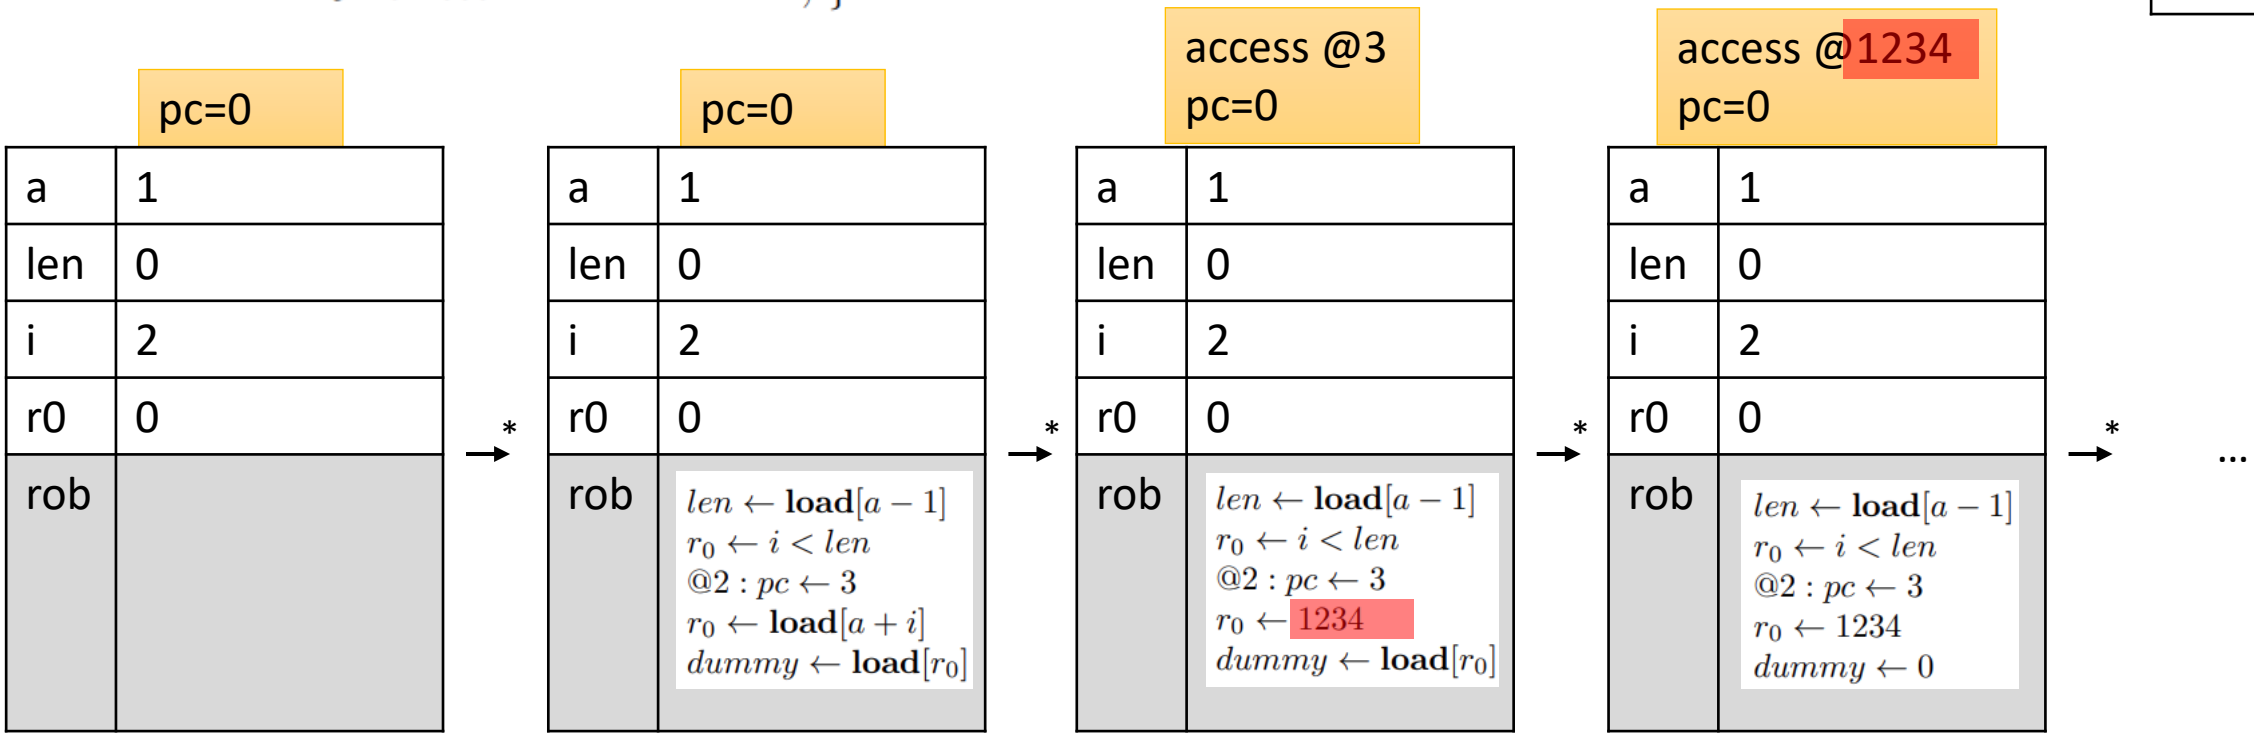 pc=0
a 1
len 0
i 2
r0 0
rob
→*
pc=0
a 1
len 0
i 2
r0 0
rob
len ← load[a − 1]
r₀ ← i < len
@2 : pc ← 3
r₀ ← load[a + i]
dummy ← load[r₀]
→*
access @3
pc=0
a 1
len 0
i 2
r0 0
rob
len ← load[a − 1]
r₀ ← i < len
@2 : pc ← 3
r₀ ← 1234
dummy ← load[r₀]
→*
access @1234
pc=0
a 1
len 0
i 2
r0 0
rob
len ← load[a − 1]
r₀ ← i < len
@2 : pc ← 3
r₀ ← 1234
dummy ← 0
→*
...